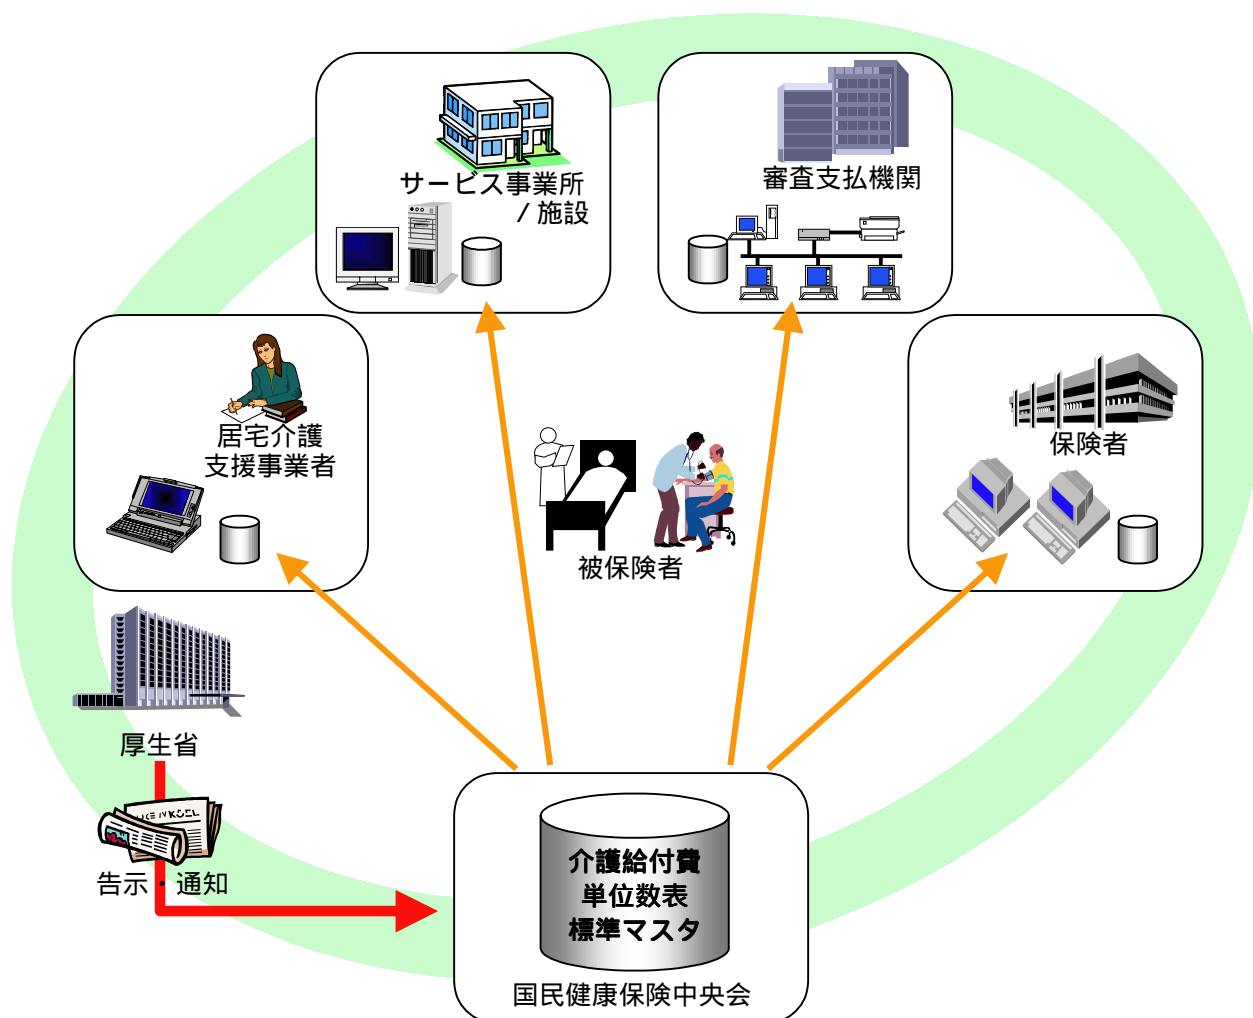 サービス事業所
/ 施設
審査支払機関
居宅介護
支援事業者
保険者
被保険者
厚生省
告示・通知
介護給付費
単位数表
標準マスタ
国民健康保険中央会